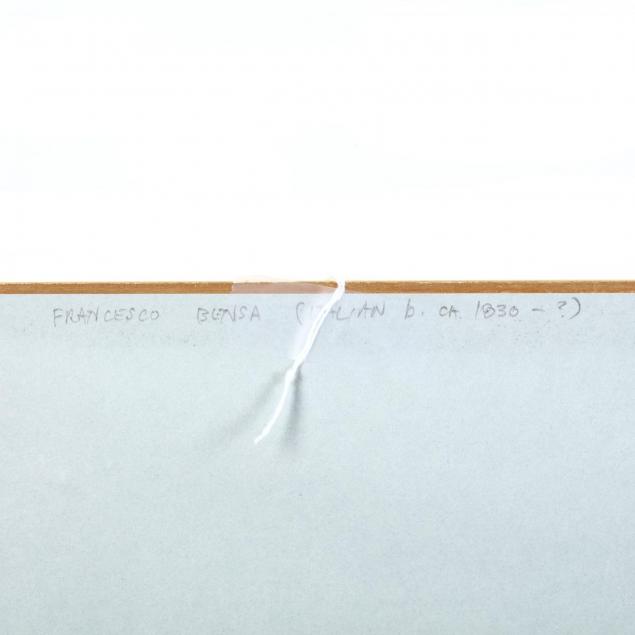 FRANCESCO BENSA (ITALIAN b. CA 1830 - ?)